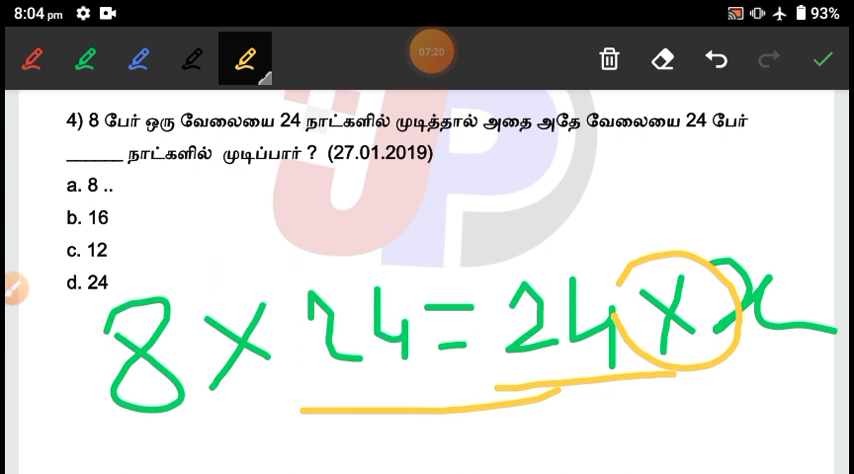 8:04 pm 93%
07:20
4) 8 பேர் ஒரு வேலையை 24 நாட்களில் முடித்தால் அதை அதே வேலையை 24 பேர்
______ நாட்களில் முடிப்பார் ? (27.01.2019)
a. 8 ..
b. 16
c. 12
d. 24
8 × 24 = 24 × x
JP